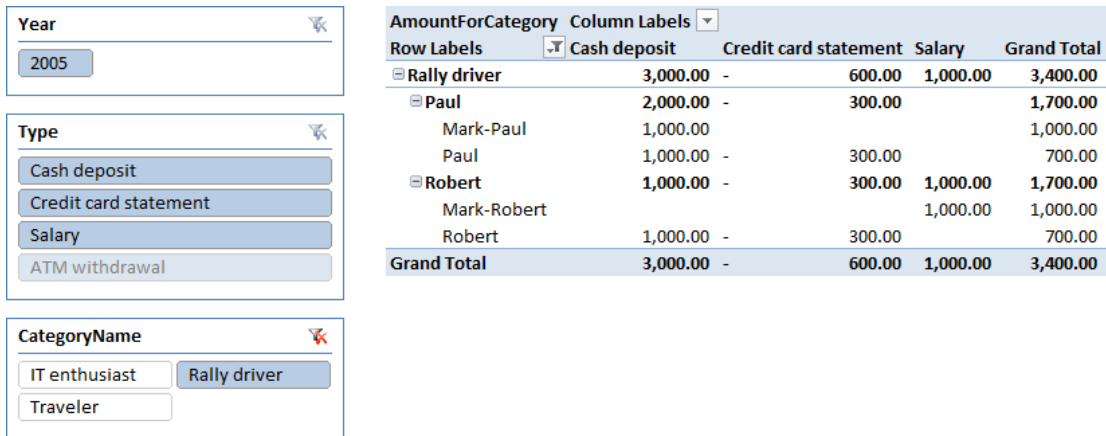 Year
2005
Type
Cash deposit
Credit card statement
Salary
ATM withdrawal
CategoryName
IT enthusiast Rally driver
Traveler
AmountForCategory Column Labels
Row Labels Cash deposit Credit card statement Salary Grand Total
Rally driver 3,000.00 - 600.00 1,000.00 3,400.00
Paul 2,000.00 - 300.00 1,700.00
Mark-Paul 1,000.00 1,000.00
Paul 1,000.00 - 300.00 700.00
Robert 1,000.00 - 300.00 1,000.00 1,700.00
Mark-Robert 1,000.00 1,000.00
Robert 1,000.00 - 300.00 700.00
Grand Total 3,000.00 - 600.00 1,000.00 3,400.00